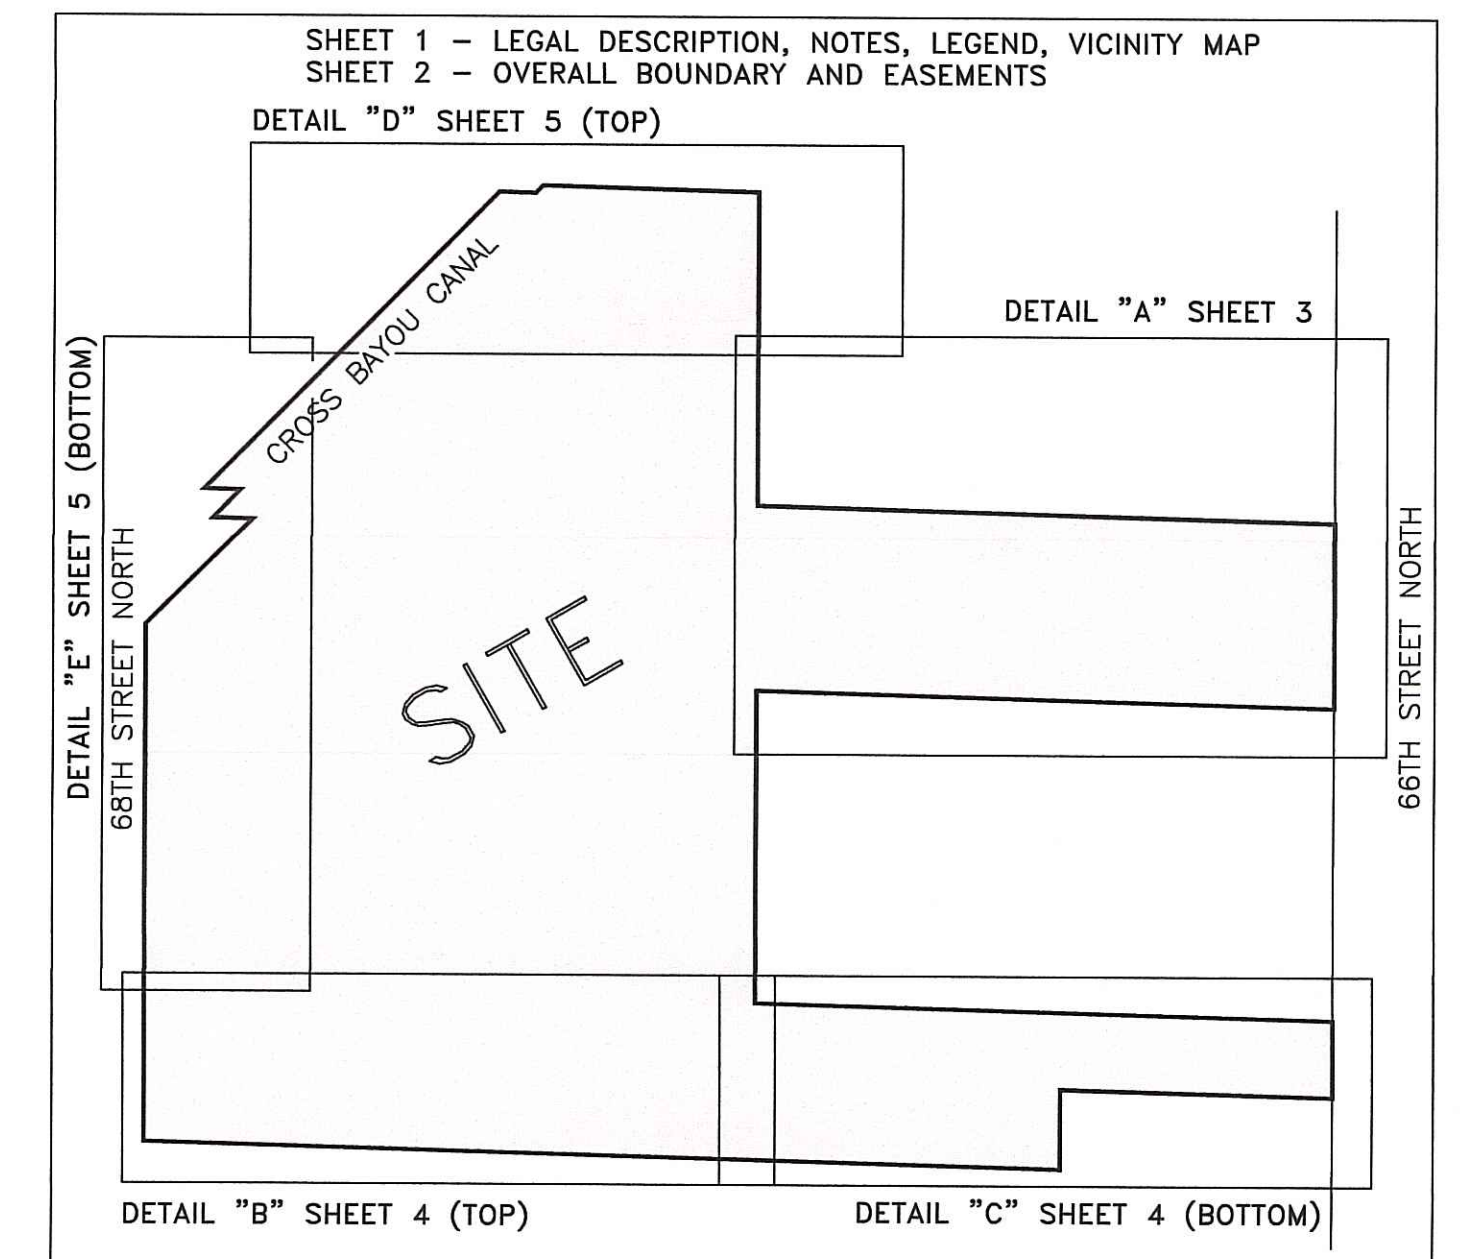 SHEET 1 – LEGAL DESCRIPTION, NOTES, LEGEND, VICINITY MAP
SHEET 2 – OVERALL BOUNDARY AND EASEMENTS
DETAIL "D" SHEET 5 (TOP)
CROSS BAYOU CANAL
DETAIL "A" SHEET 3
DETAIL "E" SHEET 5 (BOTTOM)
68TH STREET NORTH
SITE
66TH STREET NORTH
DETAIL "B" SHEET 4 (TOP)
DETAIL "C" SHEET 4 (BOTTOM)